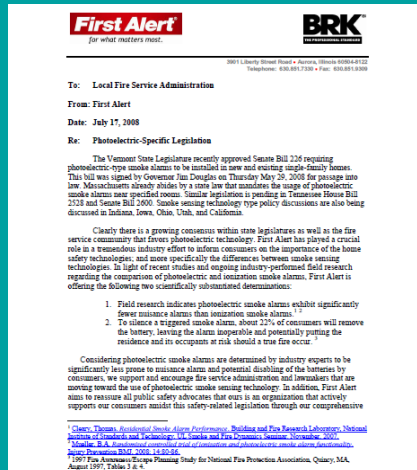 First Alert®
for what matters most.
BRK®
THE PROFESSIONAL STANDARD
3901 Liberty Street Road • Aurora, Illinois 60504-8122
Telephone: 630.851.7330 • Fax: 630.851.9309
To: Local Fire Service Administration
From: First Alert
Date: July 17, 2008
Re: Photoelectric-Specific Legislation
The Vermont State Legislature recently approved Senate Bill 226 requiring
photoelectric-type smoke alarms to be installed in new and existing single-family homes.
This bill was signed by Governor Jim Douglas on Thursday May 29, 2008 for passage into
law. Massachusetts already abides by a state law that mandates the usage of photoelectric
smoke alarms near specified rooms. Similar legislation is pending in Tennessee House Bill
2528 and Senate Bill 2600. Smoke sensing technology type policy discussions are also being
discussed in Indiana, Iowa, Ohio, Utah, and California.
Clearly there is a growing consensus within state legislatures as well as the fire
service community that favors photoelectric technology. First Alert has played a crucial
role in a tremendous industry effort to inform consumers on the importance of the home
safety technologies; and more specifically the differences between smoke sensing
technologies. In light of recent studies and ongoing industry-performed field research
regarding the comparison of photoelectric and ionization smoke alarms, First Alert is
offering the following two scientifically substantiated determinations:
1. Field research indicates photoelectric smoke alarms exhibit significantly
fewer nuisance alarms than ionization smoke alarms.¹ ²
2. To silence a triggered smoke alarm, about 22% of consumers will remove
the battery, leaving the alarm inoperable and potentially putting the
residence and its occupants at risk should a true fire occur. ³
Considering photoelectric smoke alarms are determined by industry experts to be
significantly less prone to nuisance alarm and potential disabling of the batteries by
consumers, we support and encourage fire service administration and lawmakers that are
moving toward the use of photoelectric smoke sensing technology. In addition, First Alert
aims to reassure all public safety advocates that ours is an organization that actively
supports our consumers amidst this safety-related legislation through our comprehensive
¹ Cleary, Thomas. Residential Smoke Alarm Performance, Building and Fire Research Laboratory, National
Institute of Standards and Technology, UL Smoke and Fire Dynamics Seminar. November, 2007.
² Mueller, B.A. Randomized controlled trial of ionization and photoelectric smoke alarm functionality.
Injury Prevention BMJ, 2008; 14;80-86.
³ 1997 Fire Awareness/Escape Planning Study for National Fire Protection Association, Quincy, MA,
August 1997, Tables 3 & 4.